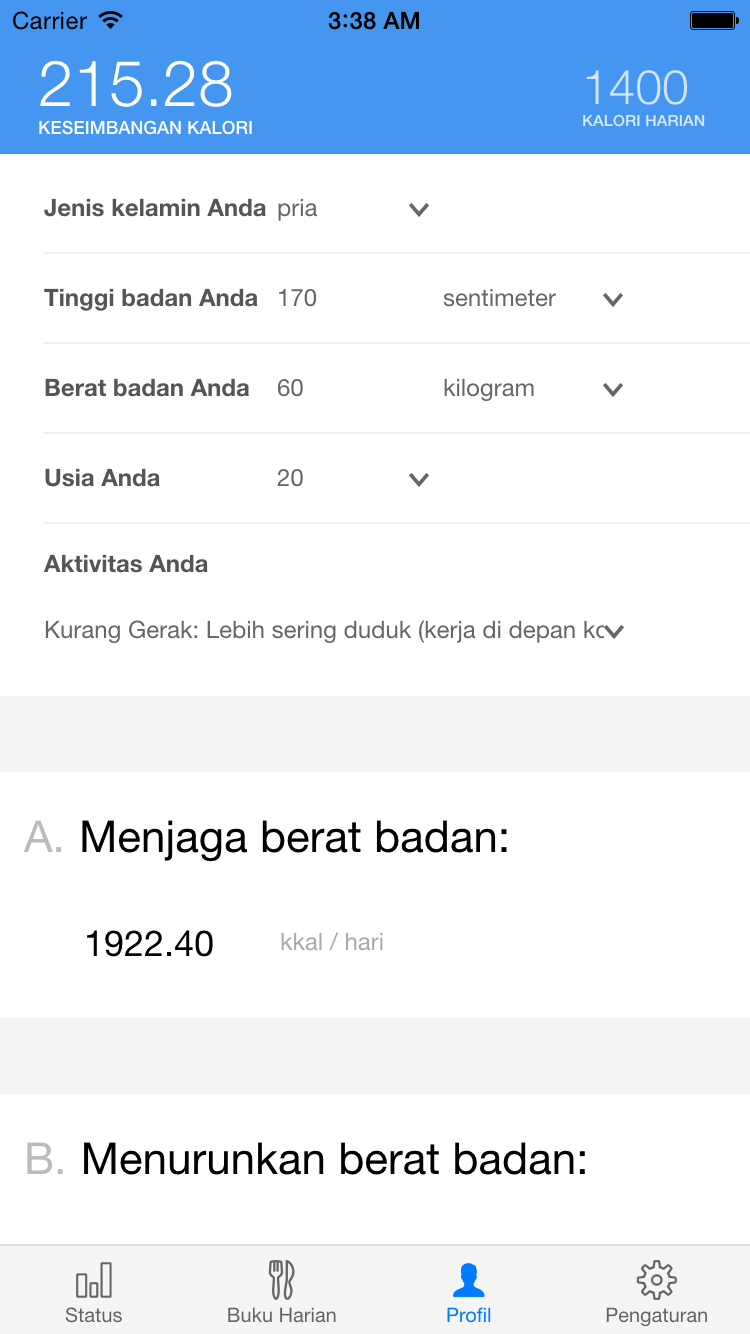 Carrier 3:38 AM
215.28 1400
KESEIMBANGAN KALORI KALORI HARIAN
Jenis kelamin Anda pria
Tinggi badan Anda 170 sentimeter
Berat badan Anda 60 kilogram
Usia Anda 20
Aktivitas Anda
Kurang Gerak: Lebih sering duduk (kerja di depan ko
A. Menjaga berat badan:
1922.40 kkal / hari
B. Menurunkan berat badan:
Status Buku Harian Profil Pengaturan